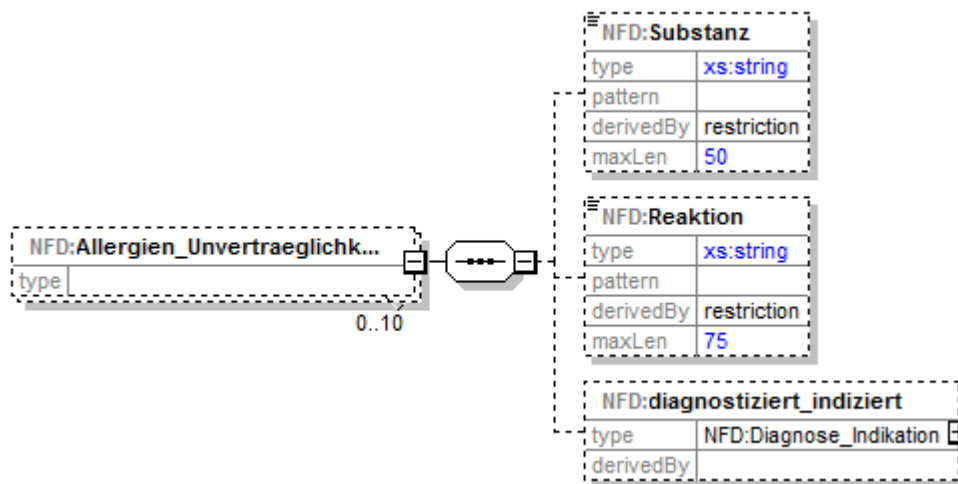 NFD:Substanz
type xs:string
pattern
derivedBy restriction
maxLen 50
NFD:Reaktion
type xs:string
pattern
derivedBy restriction
maxLen 75
NFD:Allergien_Unvertraeglichk...
type
0..10
NFD:diagnostiziert_indiziert
type NFD:Diagnose_Indikation
derivedBy